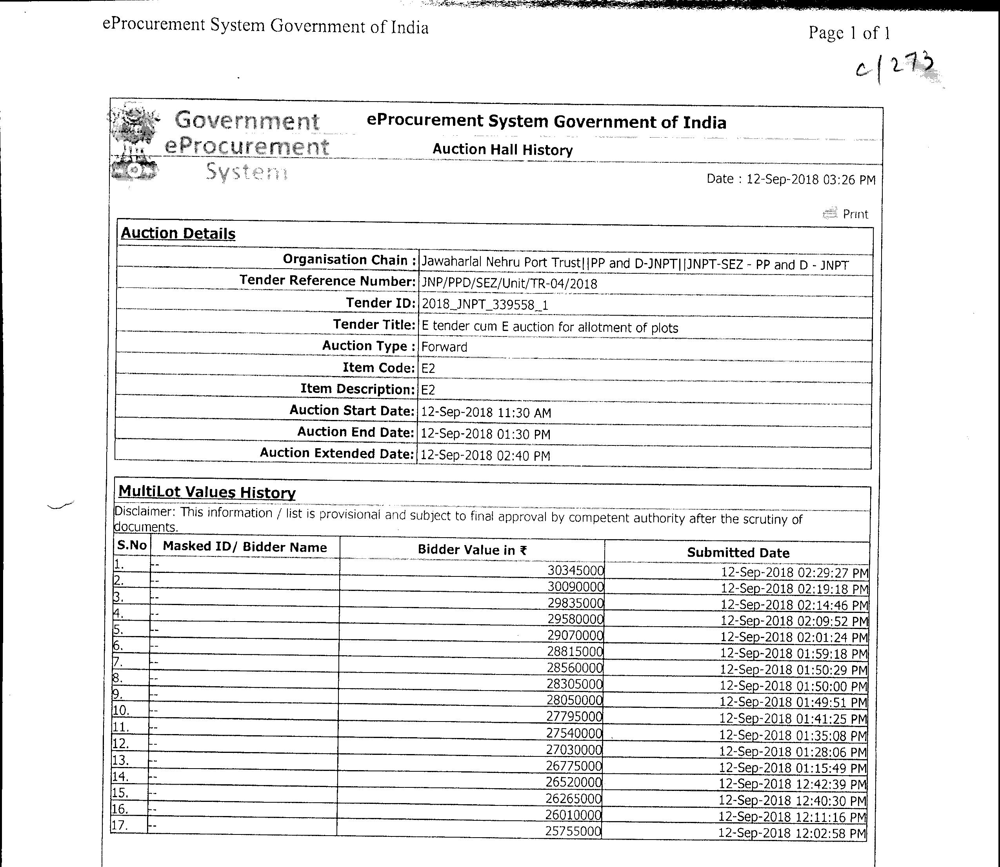 eProcurement System Government of India
Page 1 of 1
c/273
Government
eProcurement
System
eProcurement System Government of India
Auction Hall History
Date : 12-Sep-2018 03:26 PM
Print
Auction Details
Organisation Chain : Jawaharlal Nehru Port Trust||PP and D-JNPT||JNPT-SEZ - PP and D - JNPT
Tender Reference Number: JNP/PPD/SEZ/Unit/TR-04/2018
Tender ID: 2018_JNPT_339558_1
Tender Title: E tender cum E auction for allotment of plots
Auction Type : Forward
Item Code: E2
Item Description: E2
Auction Start Date: 12-Sep-2018 11:30 AM
Auction End Date: 12-Sep-2018 01:30 PM
Auction Extended Date: 12-Sep-2018 02:40 PM
MultiLot Values History
Disclaimer: This information / list is provisional and subject to final approval by competent authority after the scrutiny of
documents.
S.No Masked ID/ Bidder Name Bidder Value in ₹ Submitted Date
1. -- 30345000 12-Sep-2018 02:29:27 PM
2. -- 30090000 12-Sep-2018 02:19:18 PM
3. -- 29835000 12-Sep-2018 02:14:46 PM
4. -- 29580000 12-Sep-2018 02:09:52 PM
5. -- 29070000 12-Sep-2018 02:01:24 PM
6. -- 28815000 12-Sep-2018 01:59:18 PM
7. -- 28560000 12-Sep-2018 01:50:29 PM
8. -- 28305000 12-Sep-2018 01:50:00 PM
9. -- 28050000 12-Sep-2018 01:49:51 PM
10. -- 27795000 12-Sep-2018 01:41:25 PM
11. -- 27540000 12-Sep-2018 01:35:08 PM
12. -- 27030000 12-Sep-2018 01:28:06 PM
13. -- 26775000 12-Sep-2018 01:15:49 PM
14. -- 26520000 12-Sep-2018 12:42:39 PM
15. -- 26265000 12-Sep-2018 12:40:30 PM
16. -- 26010000 12-Sep-2018 12:11:16 PM
17. -- 25755000 12-Sep-2018 12:02:58 PM